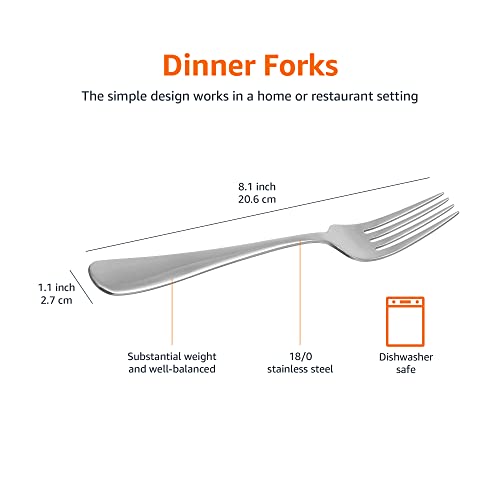 Dinner Forks
The simple design works in a home or restaurant setting
8.1 inch
20.6 cm
1.1 inch
2.7 cm
Substantial weight
and well-balanced
18/0
stainless steel
Dishwasher
safe